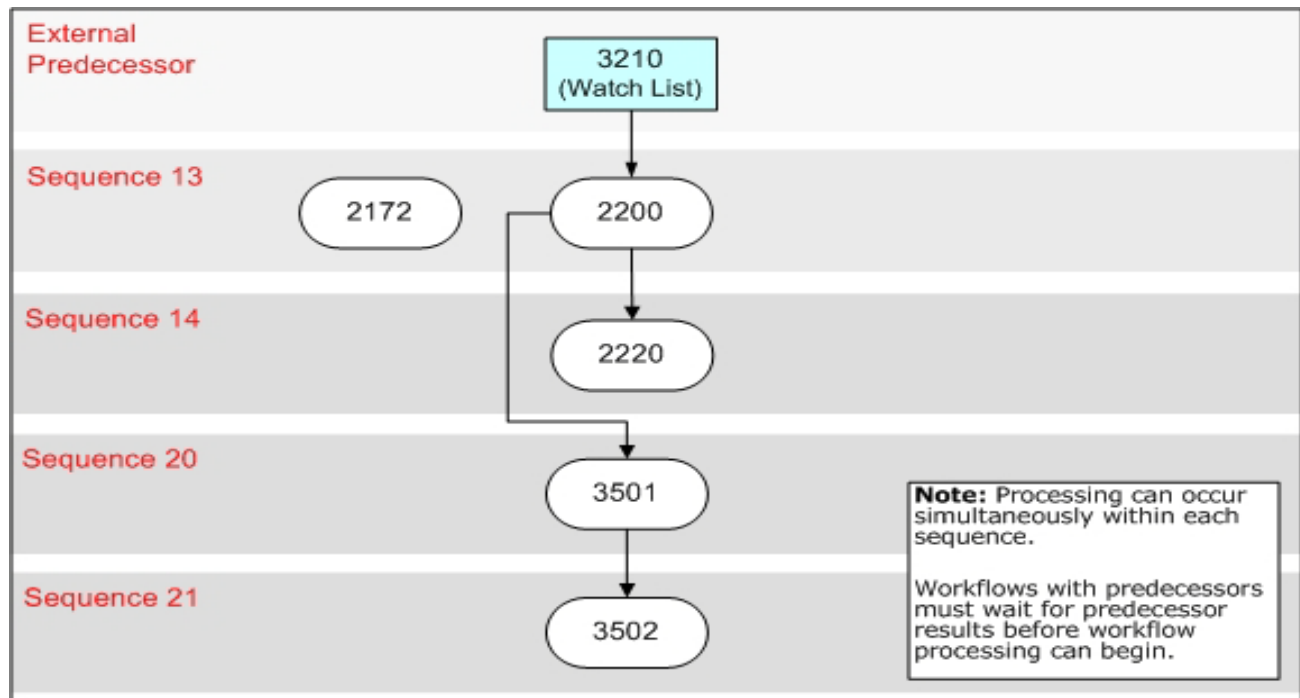 External
Predecessor
3210
(Watch List)
Sequence 13
2172
2200
Sequence 14
2220
Sequence 20
3501
Note: Processing can occur
simultaneously within each
sequence.
Workflows with predecessors
must wait for predecessor
results before workflow
processing can begin.
Sequence 21
3502